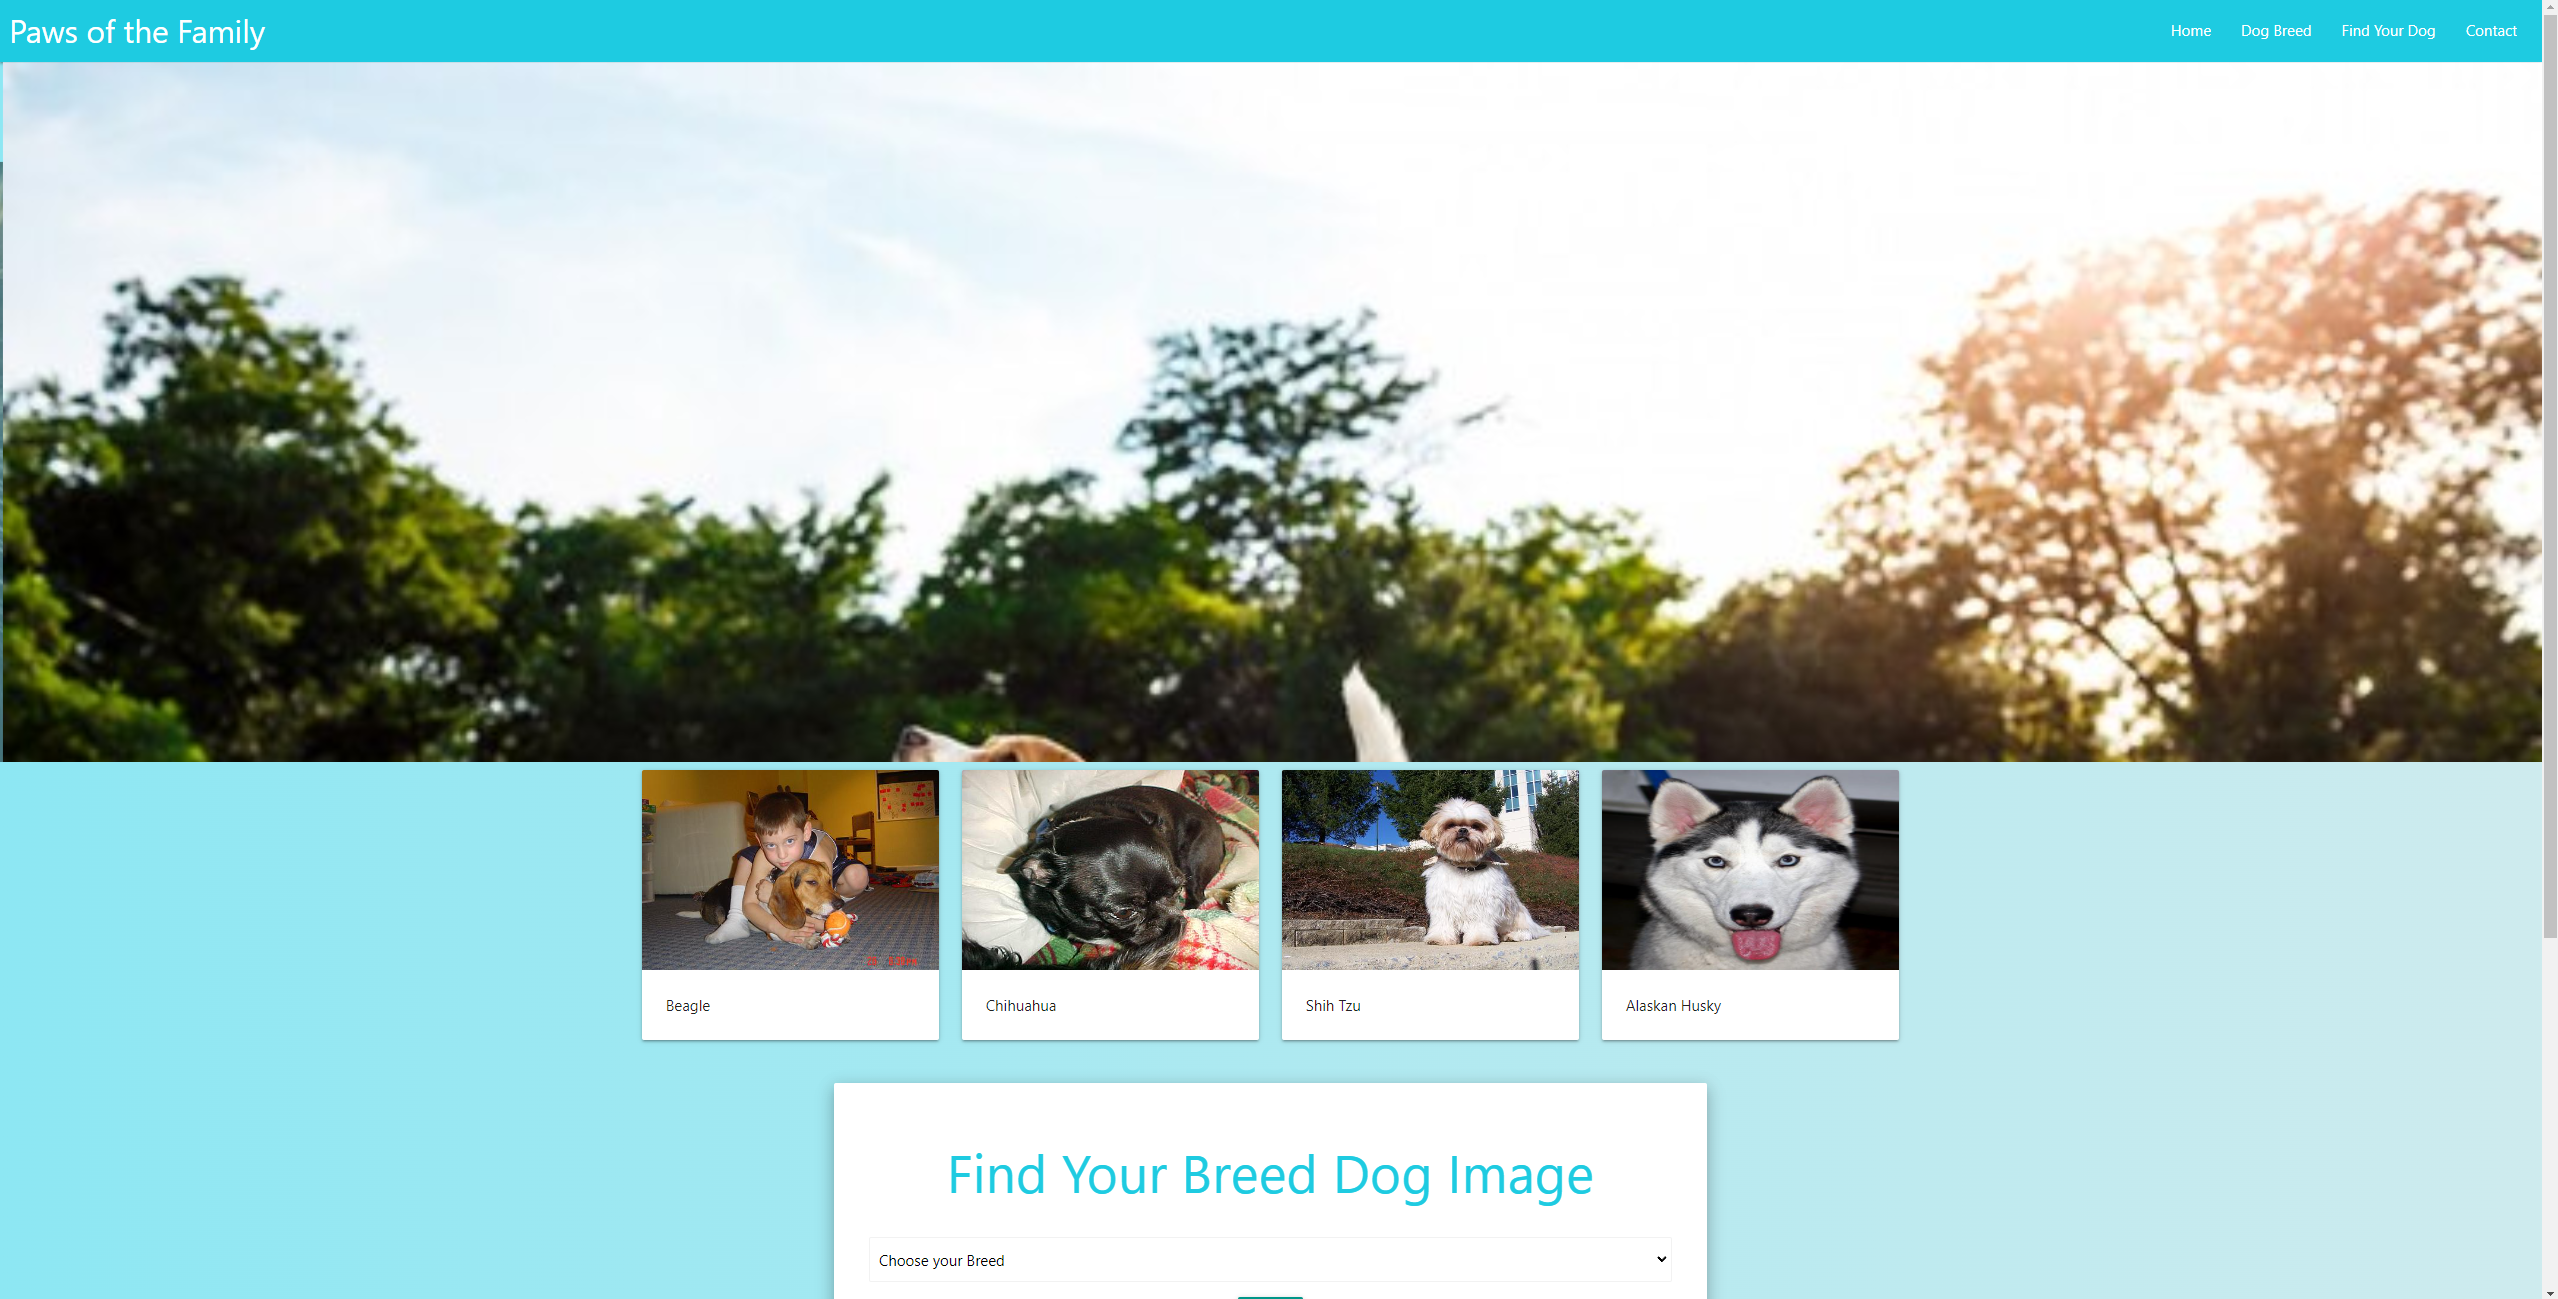 Paws of the Family
Home
Dog Breed
Find Your Dog
Contact
Beagle
Chihuahua
Shih Tzu
Alaskan Husky
Find Your Breed Dog Image
Choose your Breed